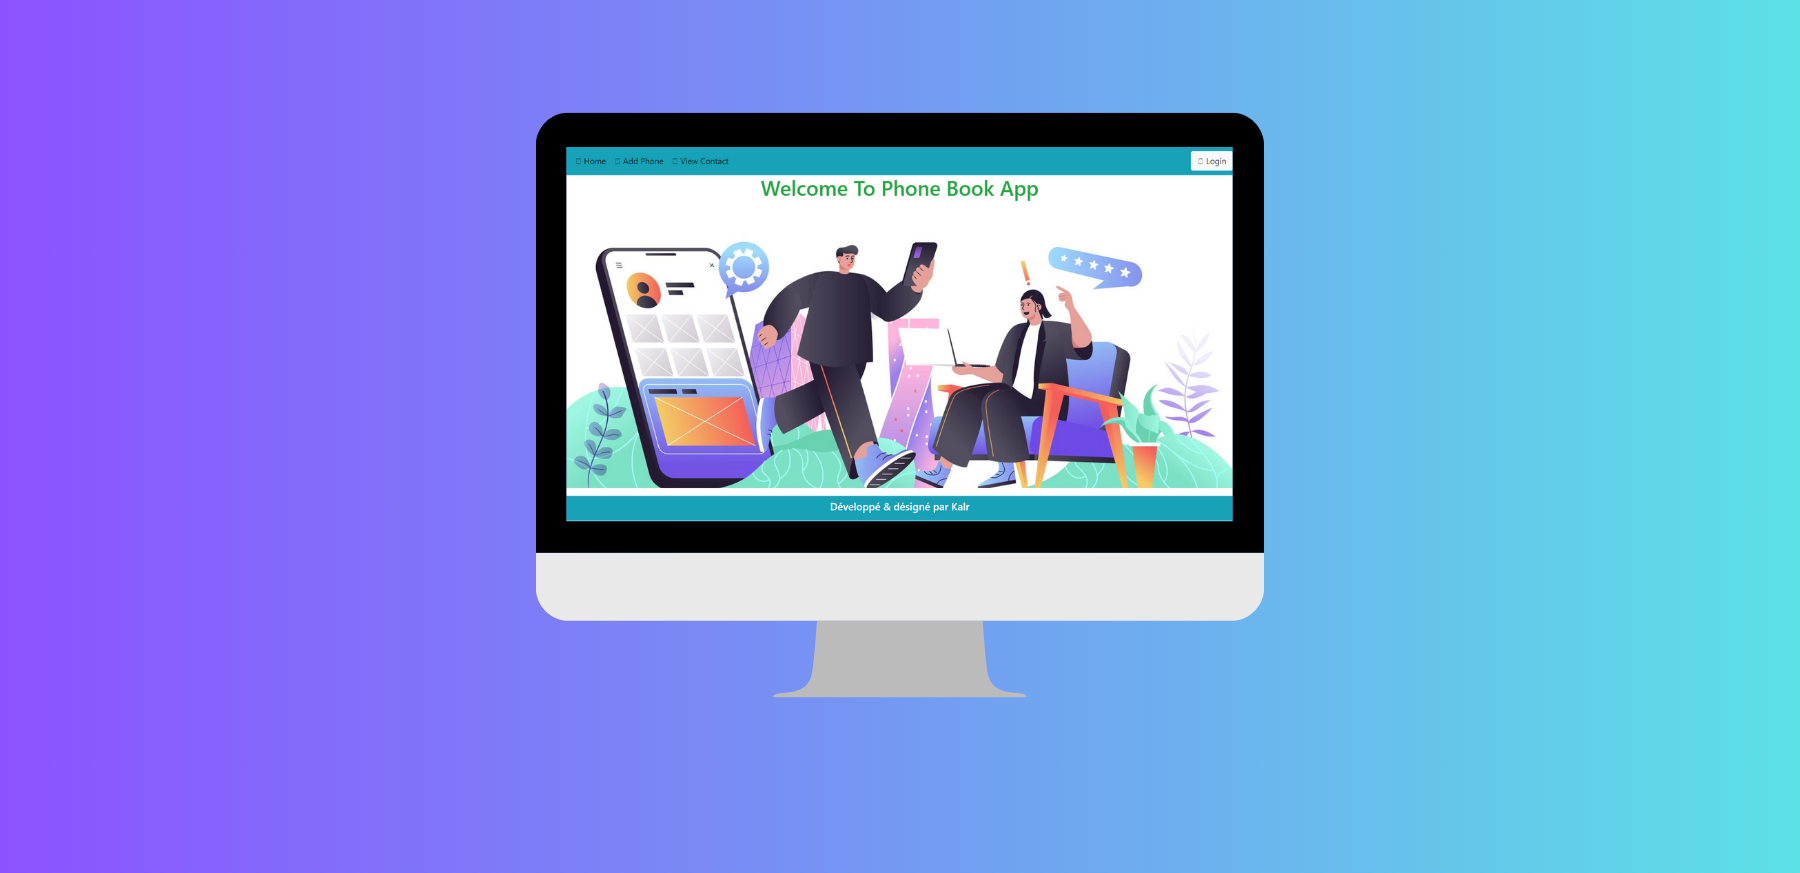 Home Add Phone View Contact Login
Welcome To Phone Book App
Développé & désigné par Kalr